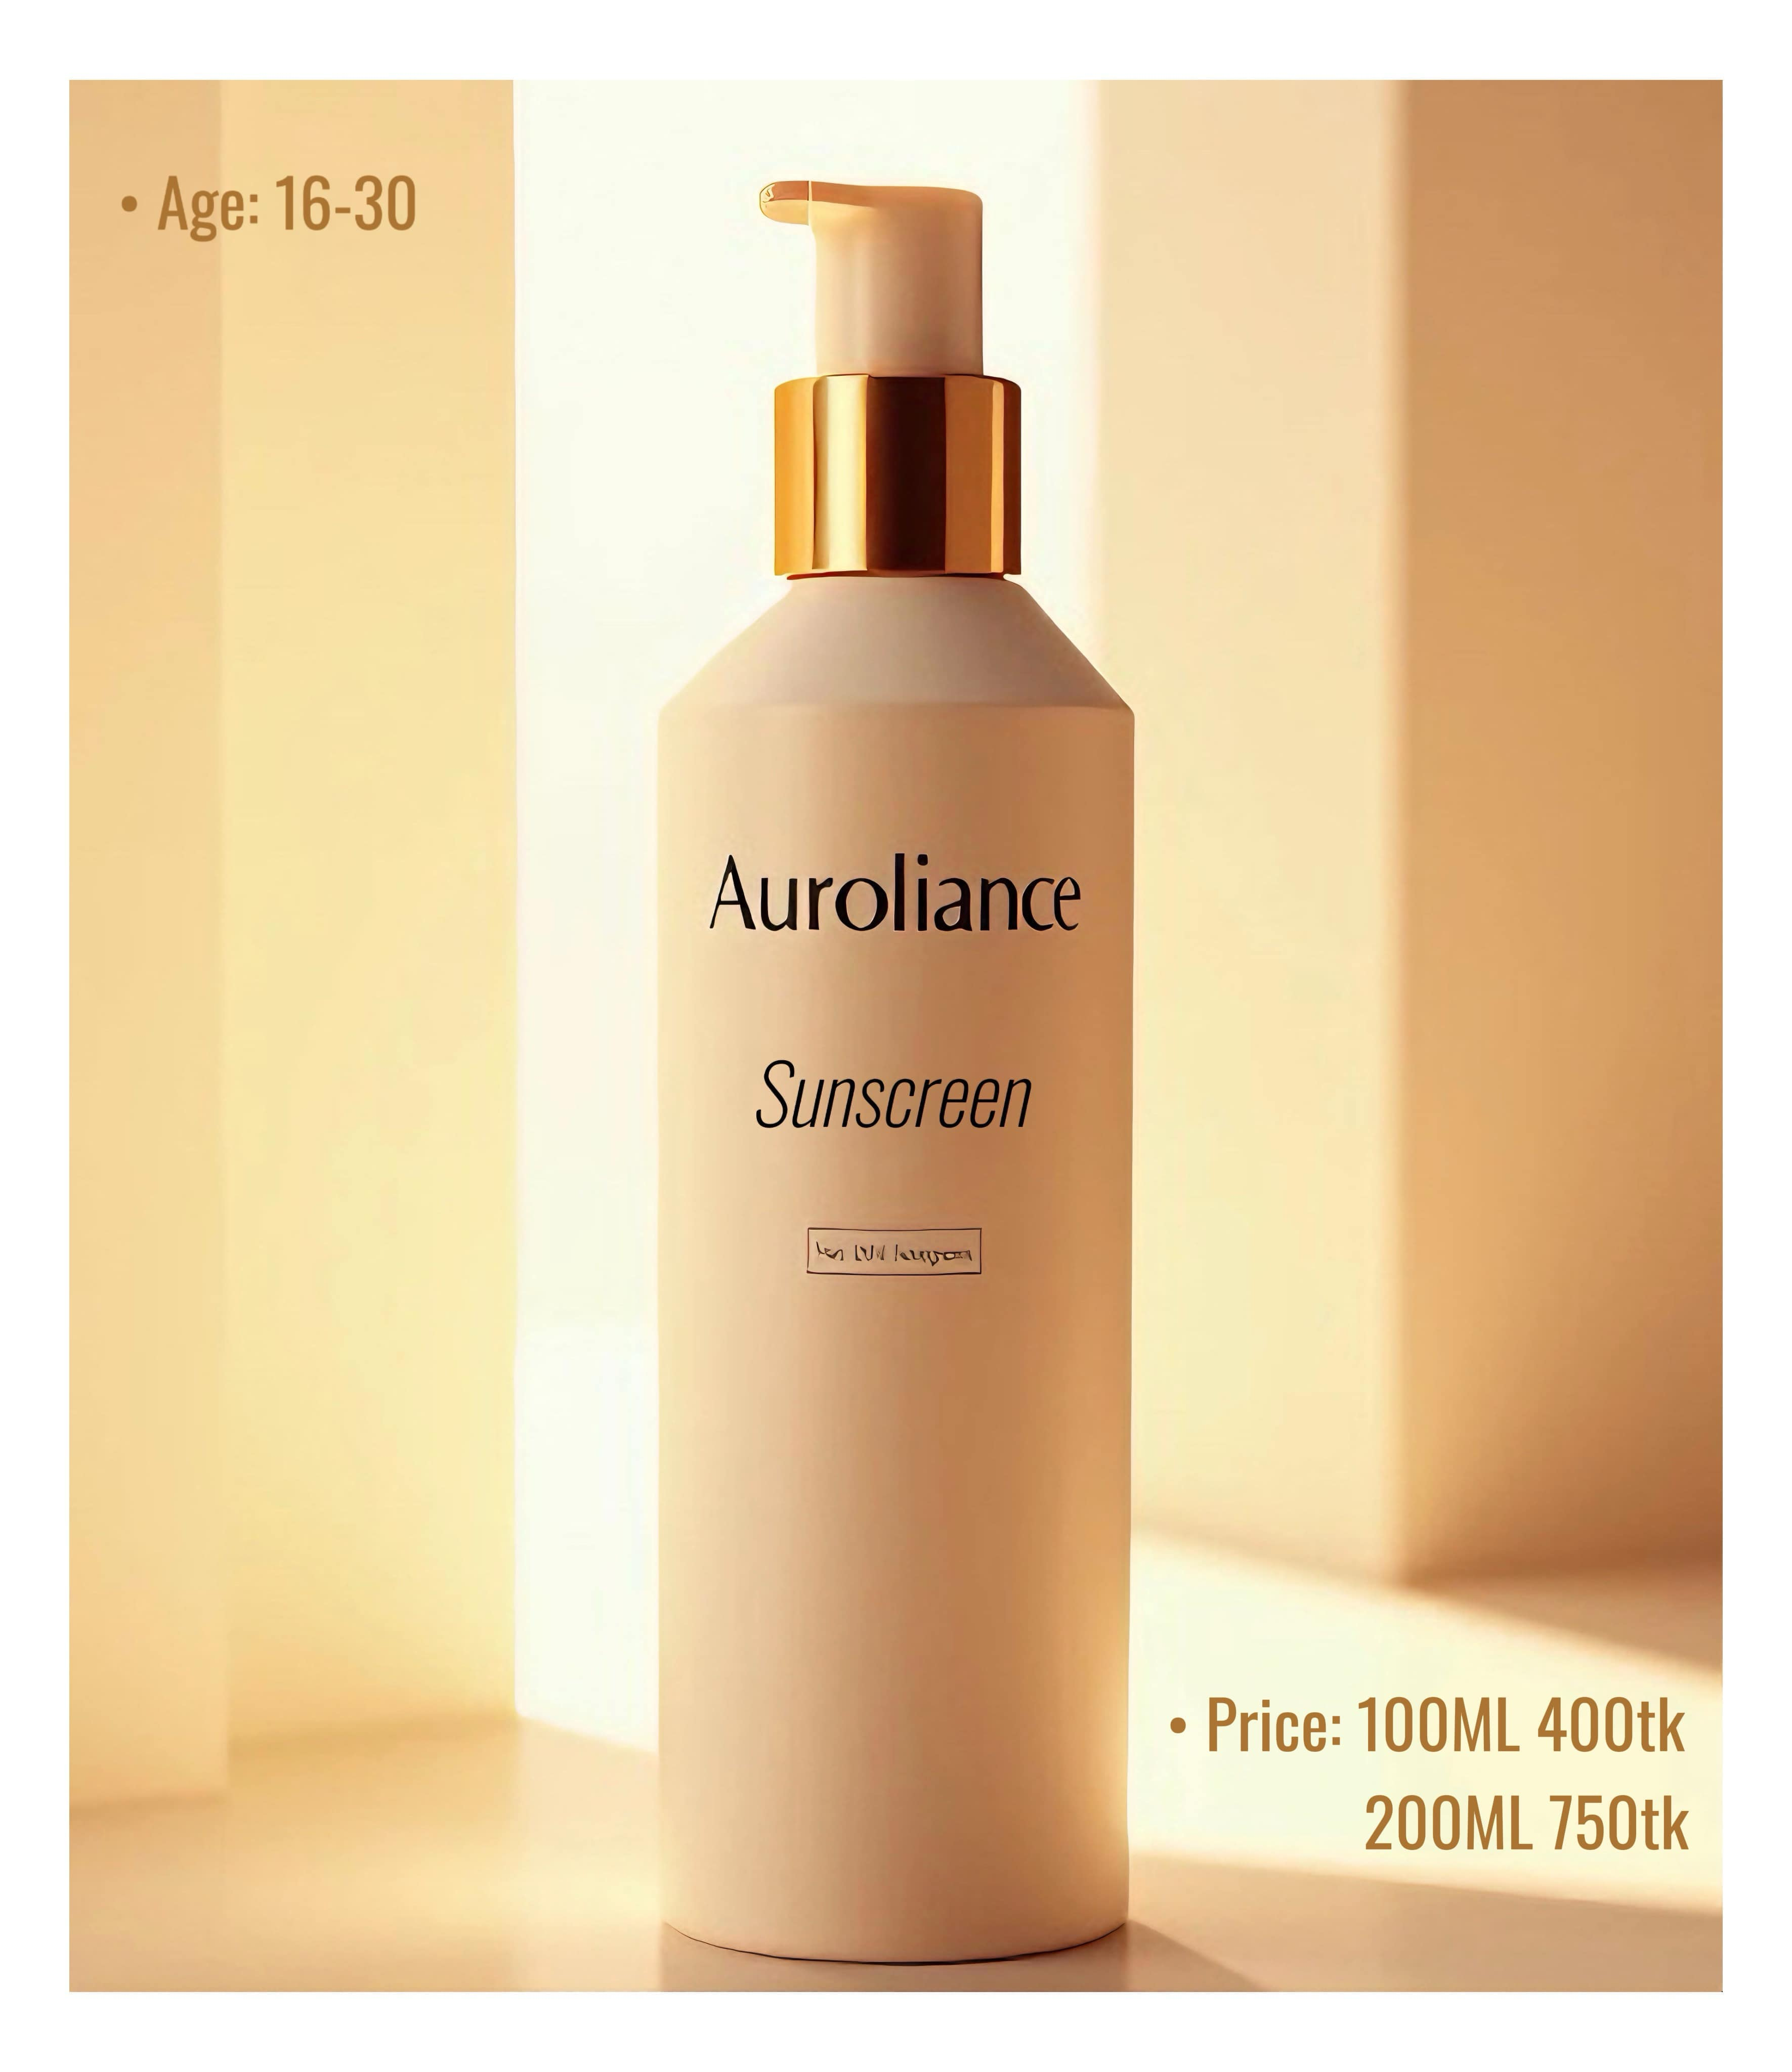 • Age: 16-30
Auroliance
Sunscreen
• Price: 100ML 400tk
200ML 750tk